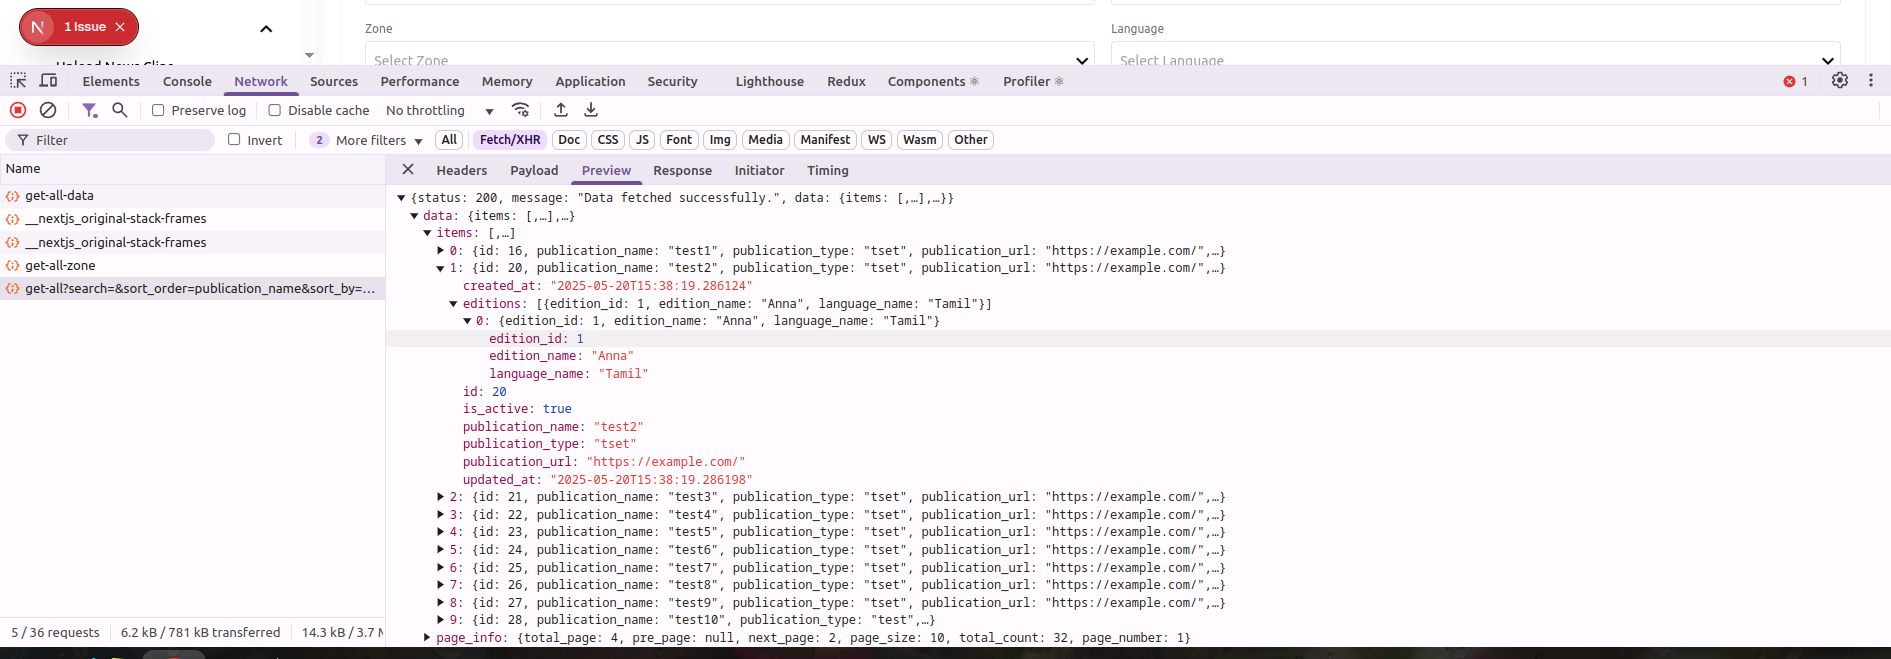 1 Issue
Zone
Language
Select Zone
Select Language
Upload News Clips
Elements Console Network Sources Performance Memory Application Security Lighthouse Redux Components Profiler 1
Preserve log Disable cache No throttling
Filter Invert 2 More filters All Fetch/XHR Doc CSS JS Font Img Media Manifest WS Wasm Other
Name
Headers Payload Preview Response Initiator Timing
get-all-data
__nextjs_original-stack-frames
__nextjs_original-stack-frames
get-all-zone
get-all?search=&sort_order=publication_name&sort_by=...
{status: 200, message: "Data fetched successfully.", data: {items: [,…],…}}
data: {items: [,…],…}
items: [,…]
0: {id: 16, publication_name: "test1", publication_type: "tset", publication_url: "https://example.com/",…}
1: {id: 20, publication_name: "test2", publication_type: "tset", publication_url: "https://example.com/",…}
created_at: "2025-05-20T15:38:19.286124"
editions: [{edition_id: 1, edition_name: "Anna", language_name: "Tamil"}]
0: {edition_id: 1, edition_name: "Anna", language_name: "Tamil"}
edition_id: 1
edition_name: "Anna"
language_name: "Tamil"
id: 20
is_active: true
publication_name: "test2"
publication_type: "tset"
publication_url: "https://example.com/"
updated_at: "2025-05-20T15:38:19.286198"
2: {id: 21, publication_name: "test3", publication_type: "tset", publication_url: "https://example.com/",…}
3: {id: 22, publication_name: "test4", publication_type: "tset", publication_url: "https://example.com/",…}
4: {id: 23, publication_name: "test5", publication_type: "tset", publication_url: "https://example.com/",…}
5: {id: 24, publication_name: "test6", publication_type: "tset", publication_url: "https://example.com/",…}
6: {id: 25, publication_name: "test7", publication_type: "tset", publication_url: "https://example.com/",…}
7: {id: 26, publication_name: "test8", publication_type: "tset", publication_url: "https://example.com/",…}
8: {id: 27, publication_name: "test9", publication_type: "tset", publication_url: "https://example.com/",…}
9: {id: 28, publication_name: "test10", publication_type: "test",…}
page_info: {total_page: 4, pre_page: null, next_page: 2, page_size: 10, total_count: 32, page_number: 1}
5 / 36 requests 6.2 kB / 781 kB transferred 14.3 kB / 3.7